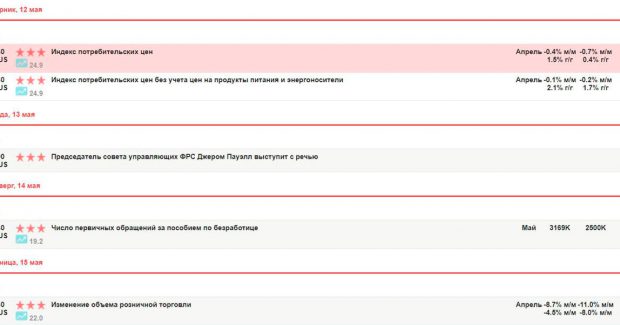 рник, 12 мая
0 Индекс потребительских цен Апрель -0.4% м/м -0.7% м/м
US 24.9 1.5% г/г 0.4% г/г
0 Индекс потребительских цен без учета цен на продукты питания и энергоносители Апрель -0.1% м/м -0.2% м/м
US 24.9 2.1% г/г 1.7% г/г
да, 13 мая
00 Председатель совета управляющих ФРС Джером Пауэлл выступит с речью
US
верг, 14 мая
0 Число первичных обращений за пособием по безработице Май 3169K 2500K
US 19.2
ница, 15 мая
0 Изменение объема розничной торговли Апрель -8.7% м/м -11.0% м/м
US 22.0 -4.5% м/м -6.0% м/м